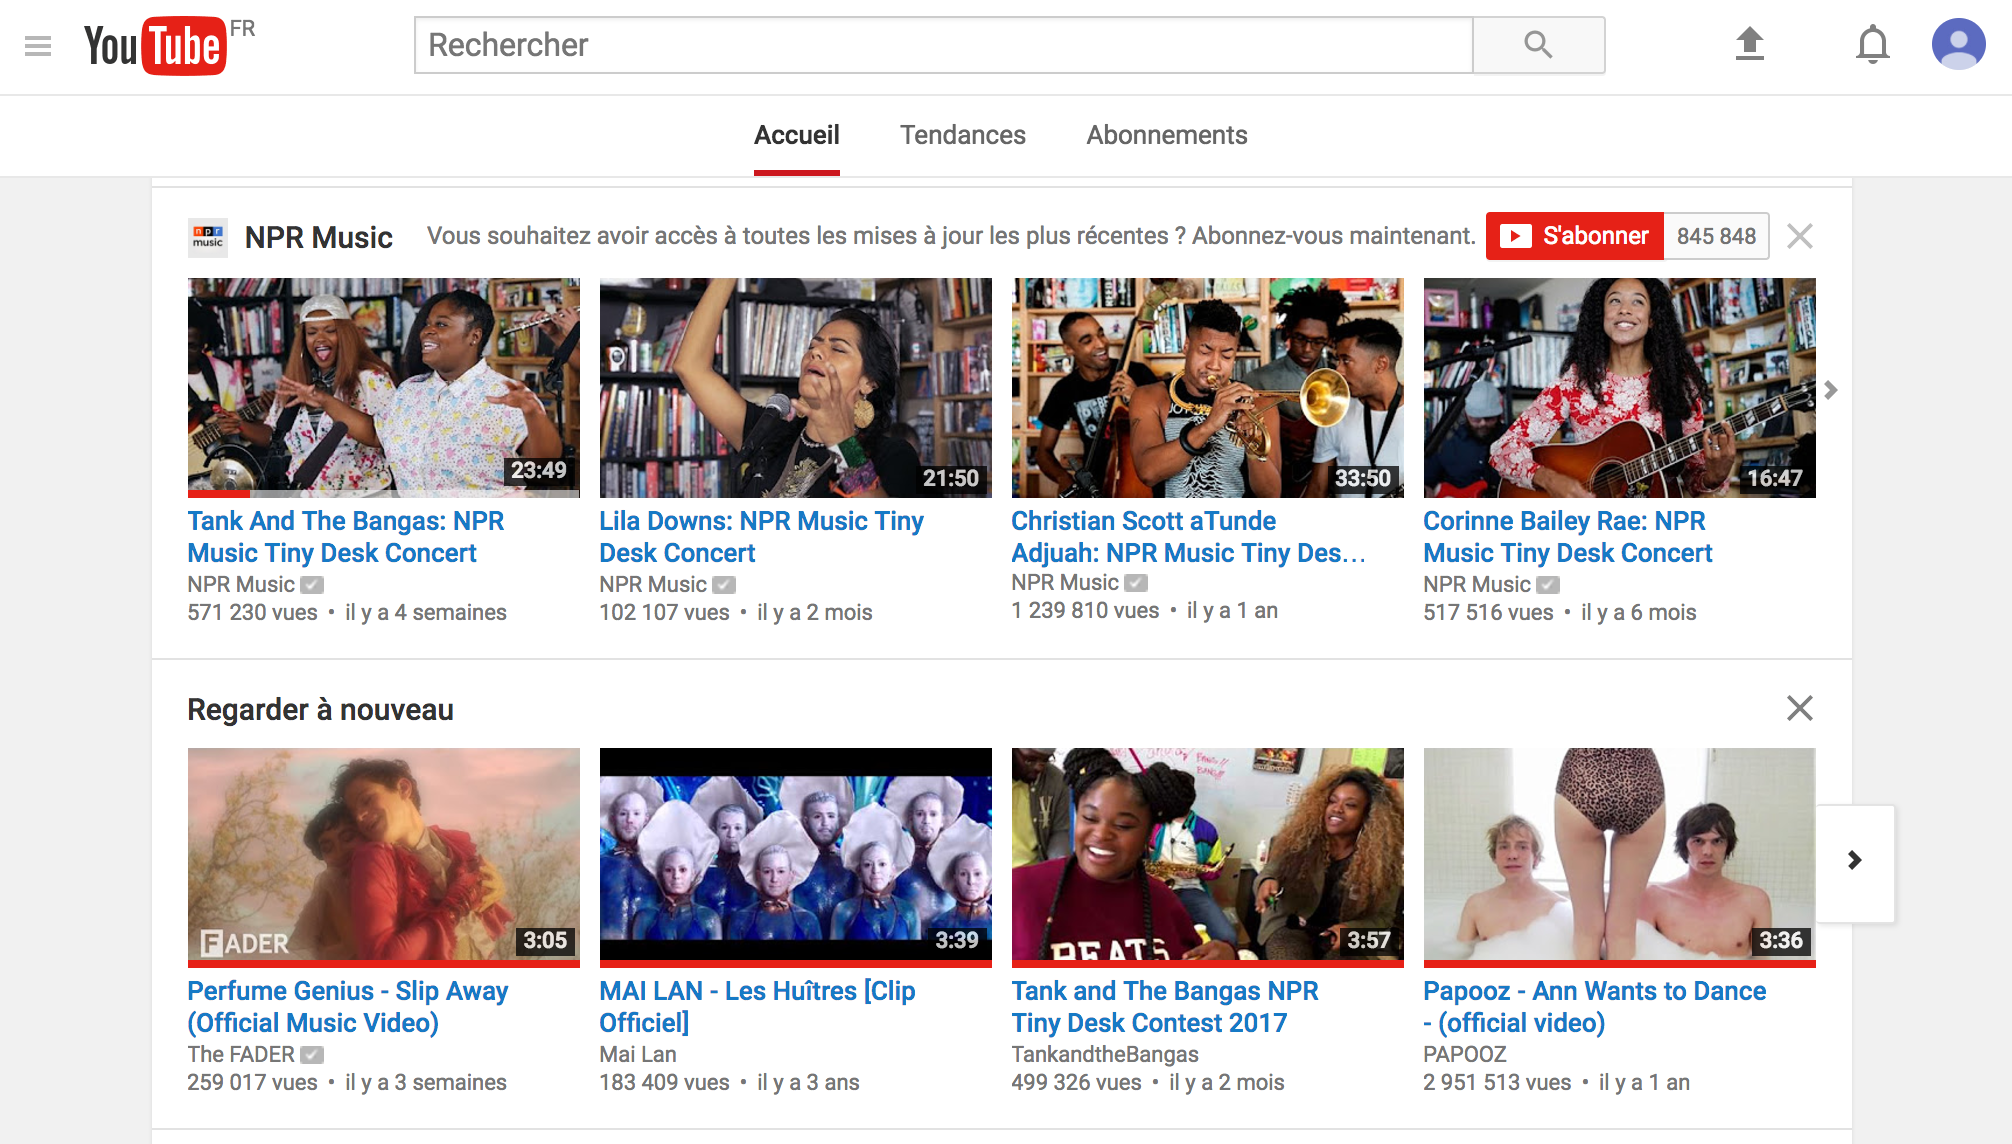 YouTube FR
Rechercher
Accueil
Tendances
Abonnements
npr music
NPR Music
Vous souhaitez avoir accès à toutes les mises à jour les plus récentes ? Abonnez-vous maintenant.
S'abonner
845 848
23:49
21:50
33:50
16:47
Tank And The Bangas: NPR
Music Tiny Desk Concert
NPR Music
571 230 vues • il y a 4 semaines
Lila Downs: NPR Music Tiny
Desk Concert
NPR Music
102 107 vues • il y a 2 mois
Christian Scott aTunde
Adjuah: NPR Music Tiny Des…
NPR Music
1 239 810 vues • il y a 1 an
Corinne Bailey Rae: NPR
Music Tiny Desk Concert
NPR Music
517 516 vues • il y a 6 mois
Regarder à nouveau
FADER
3:05
3:39
BEATS
3:57
3:36
Perfume Genius - Slip Away
(Official Music Video)
The FADER
259 017 vues • il y a 3 semaines
MAI LAN - Les Huîtres [Clip
Officiel]
Mai Lan
183 409 vues • il y a 3 ans
Tank and The Bangas NPR
Tiny Desk Contest 2017
TankandtheBangas
499 326 vues • il y a 2 mois
Papooz - Ann Wants to Dance
- (official video)
PAPOOZ
2 951 513 vues • il y a 1 an